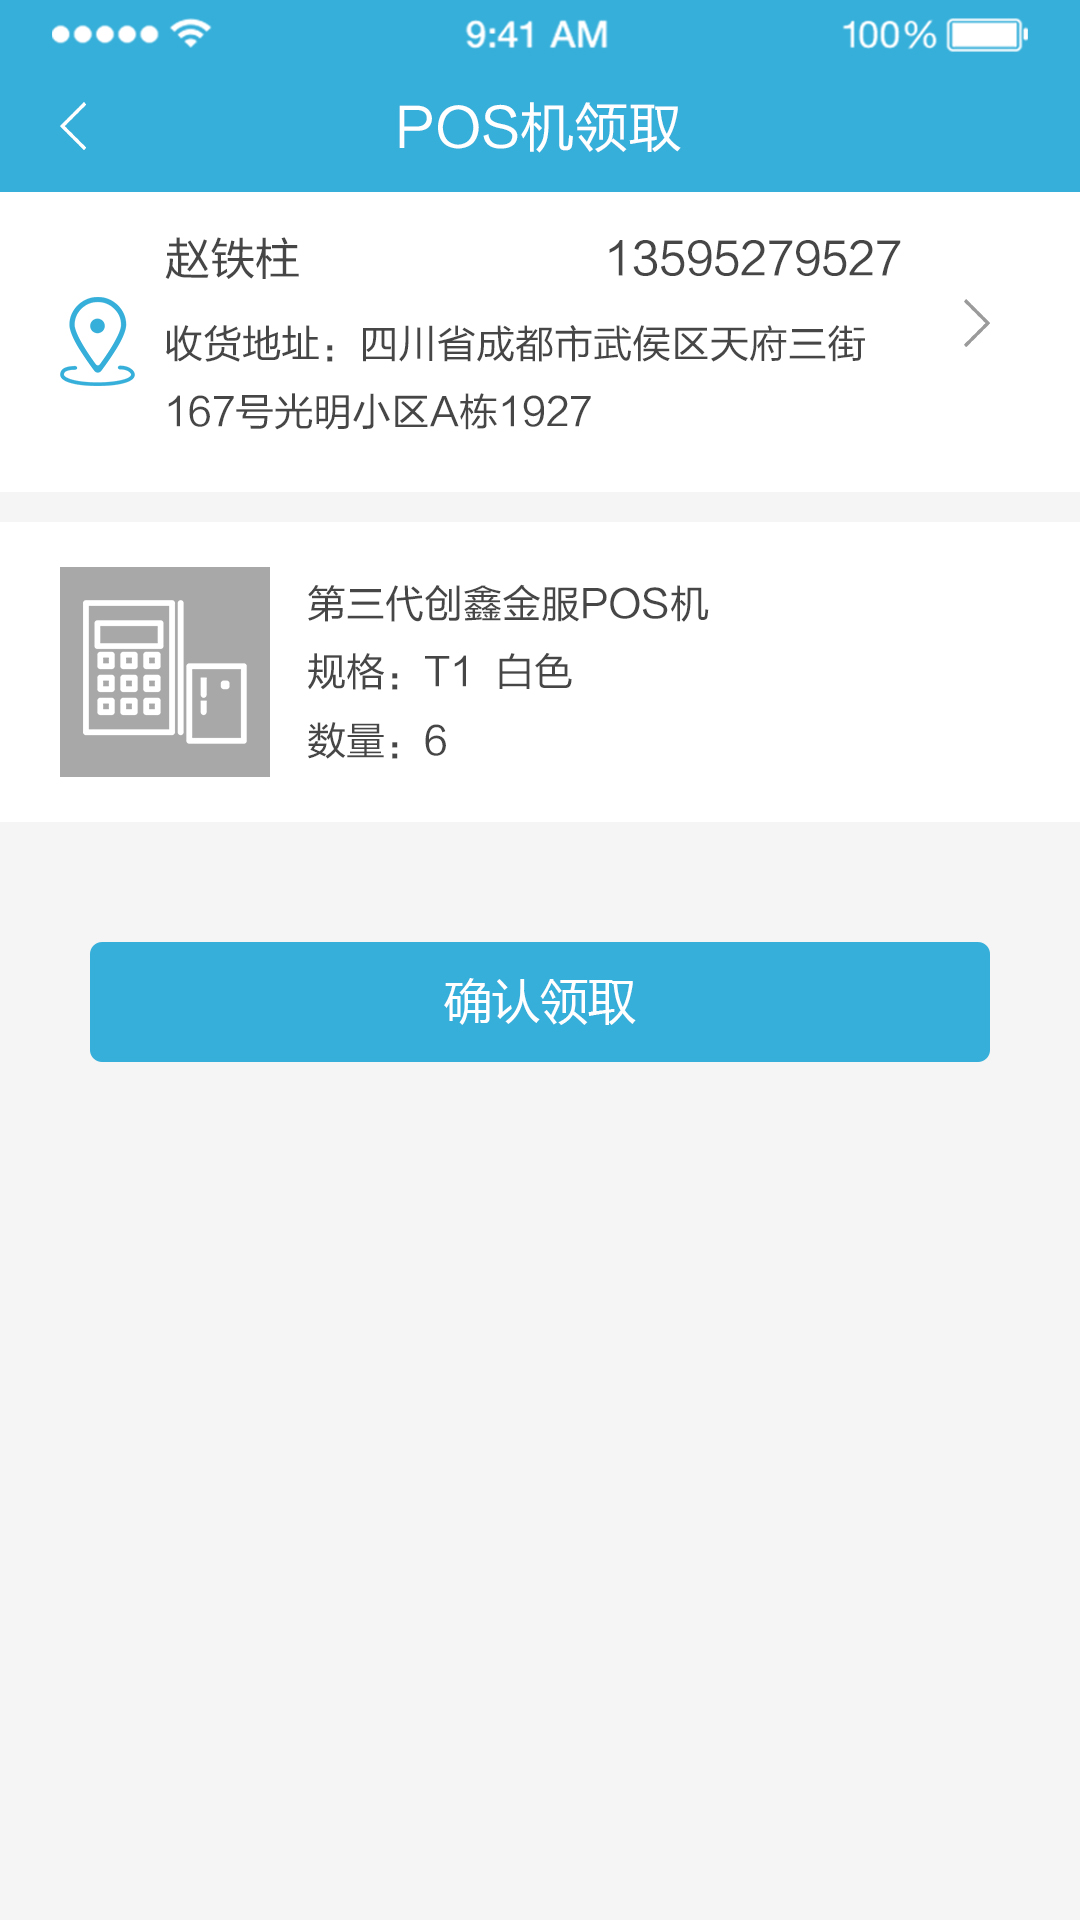 9:41 AM
100%
POS机领取
赵铁柱
13595279527
收货地址：四川省成都市武侯区天府三街
167号光明小区A栋1927
第三代创鑫金服POS机
规格：T1 白色
数量：6
确认领取